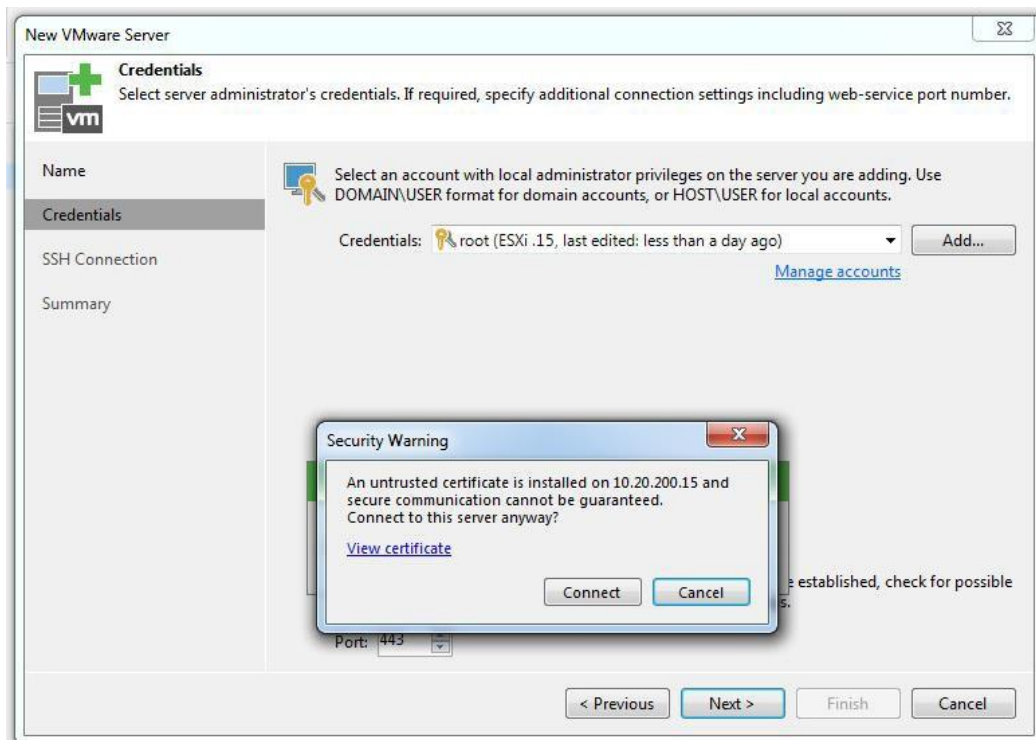 New VMware Server
Credentials
Select server administrator's credentials. If required, specify additional connection settings including web-service port number.
vm
Name
Credentials
SSH Connection
Summary
Select an account with local administrator privileges on the server you are adding. Use
DOMAIN\USER format for domain accounts, or HOST\USER for local accounts.
Credentials: root (ESXi .15, last edited: less than a day ago) Add...
Manage accounts
Security Warning
An untrusted certificate is installed on 10.20.200.15 and
secure communication cannot be guaranteed.
Connect to this server anyway?
View certificate
Connect Cancel
established, check for possible
Port: 443
< Previous Next > Finish Cancel